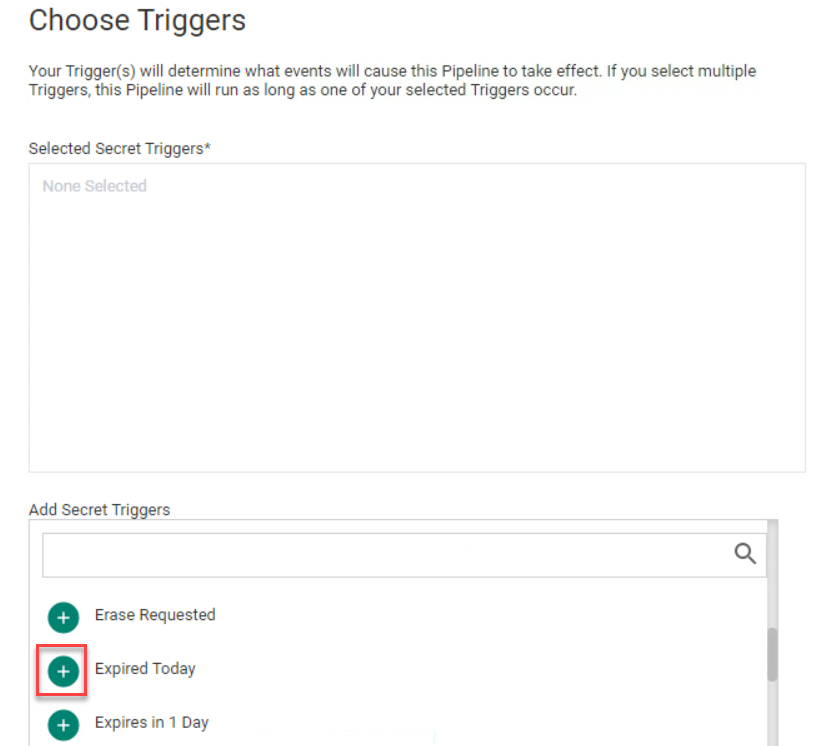 Choose Triggers
Your Trigger(s) will determine what events will cause this Pipeline to take effect. If you select multiple
Triggers, this Pipeline will run as long as one of your selected Triggers occur.
Selected Secret Triggers*
None Selected
Add Secret Triggers
Erase Requested
Expired Today
Expires in 1 Day